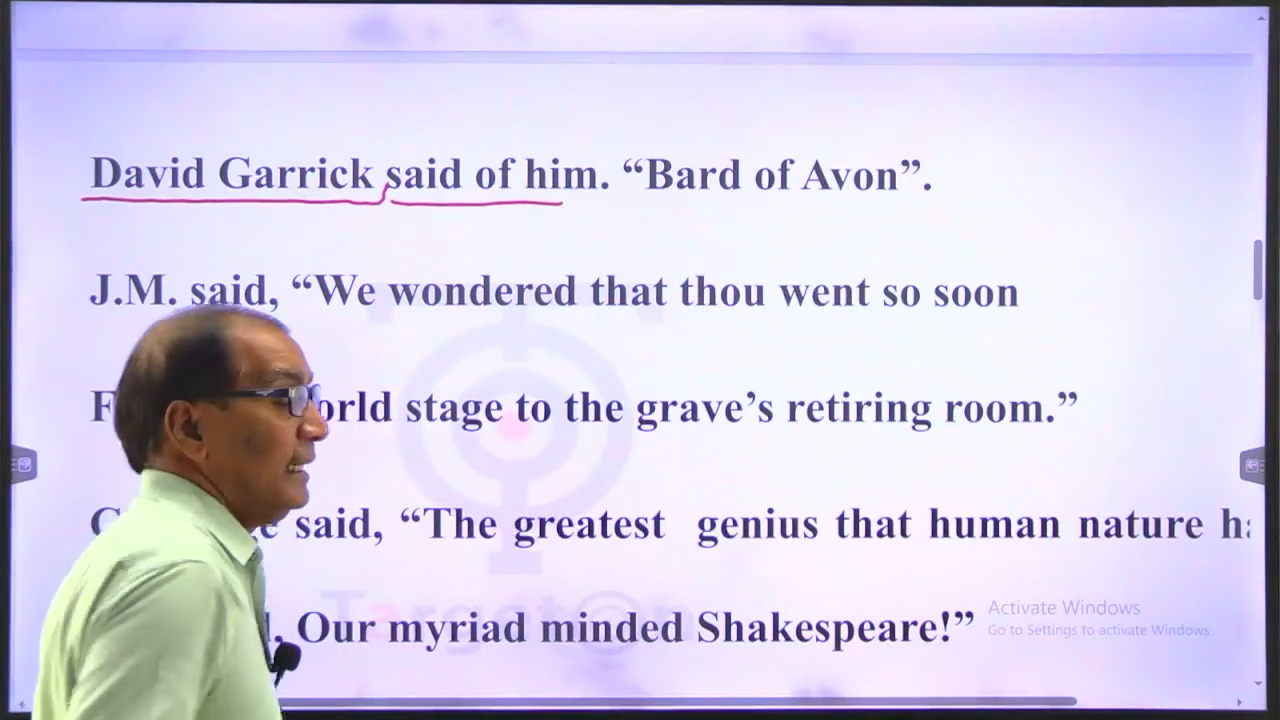 David Garrick said of him. “Bard of Avon”.
J.M. said, “We wondered that thou went so soon
stage to the grave’s retiring room.”
said, “The greatest genius that human nature
Our myriad minded Shakespeare!”
Activate Windows
Go to Settings to activate Windows.